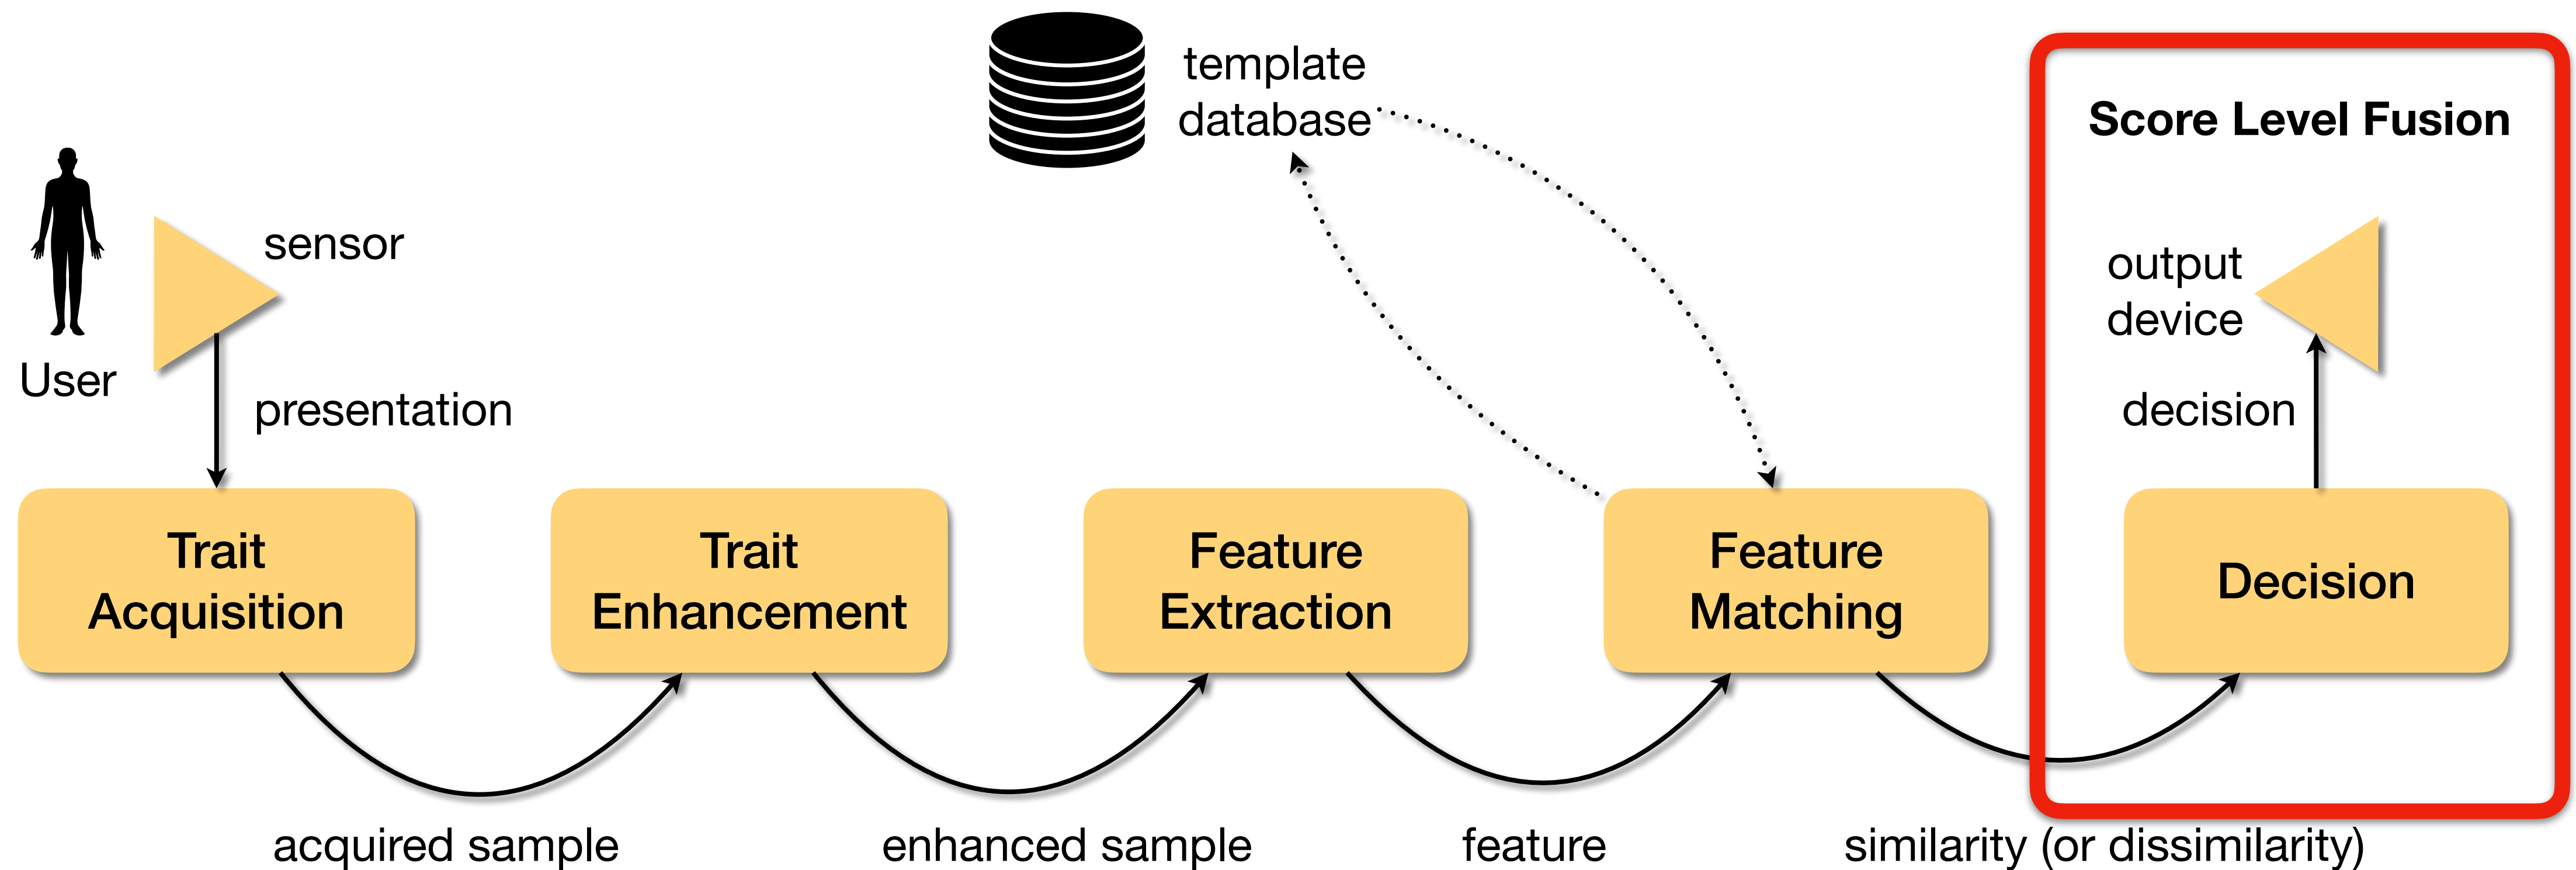 template
database
Score Level Fusion
sensor
output
device
User
presentation
decision
Trait
Acquisition
Trait
Enhancement
Feature
Extraction
Feature
Matching
Decision
acquired sample
enhanced sample
feature
similarity (or dissimilarity)